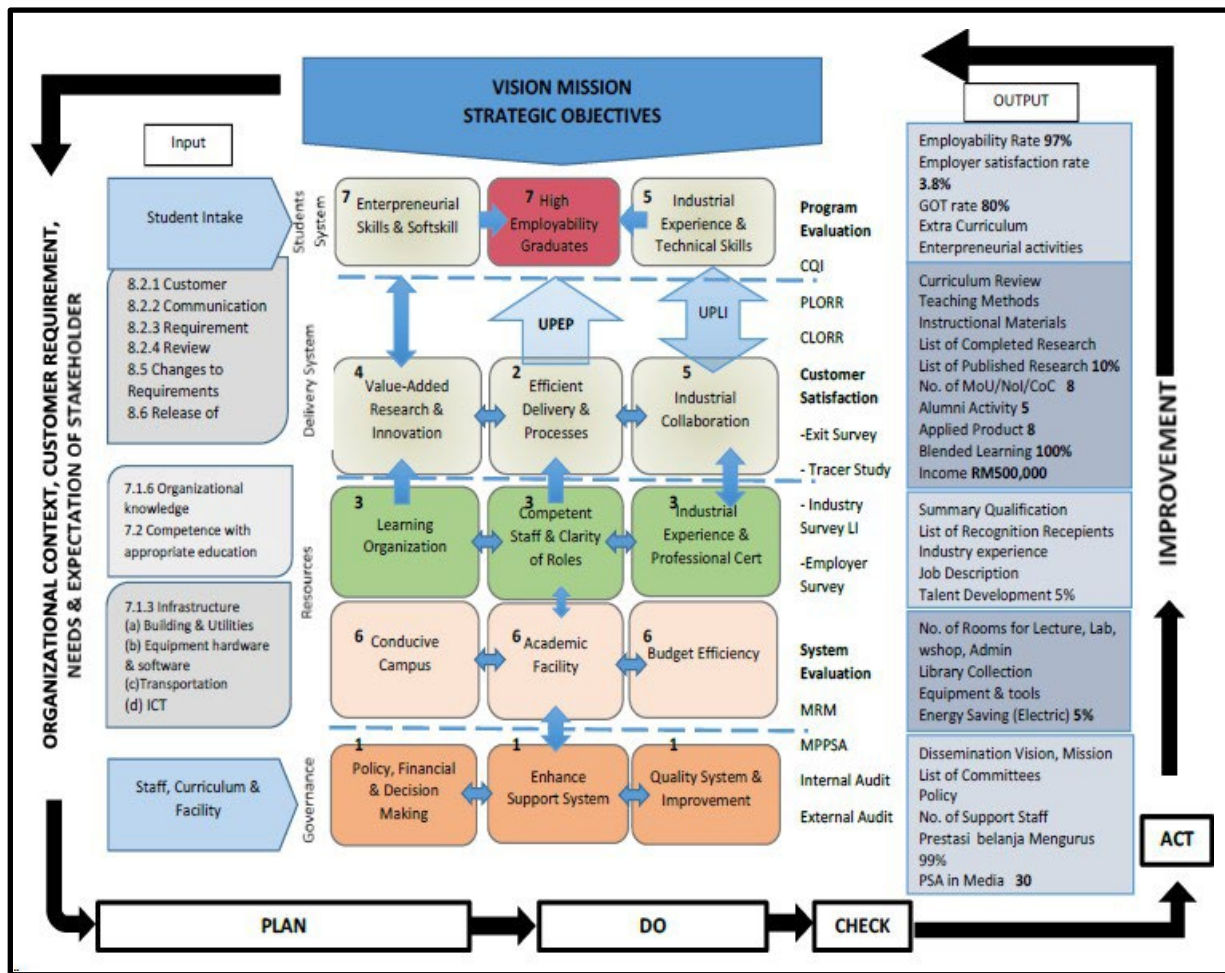 VISION MISSION
STRATEGIC OBJECTIVES
ORGANIZATIONAL CONTEXT, CUSTOMER REQUIREMENT,
NEEDS & EXPECTATION OF STAKEHOLDER
Input
Student Intake
8.2.1 Customer
8.2.2 Communication
8.2.3 Requirement
8.2.4 Review
8.5 Changes to
Requirements
8.6 Release of
7.1.6 Organizational
knowledge
7.2 Competence with
appropriate education
7.1.3 Infrastructure
(a) Building & Utilities
(b) Equipment hardware
& software
(c)Transportation
(d) ICT
Staff, Curriculum &
Facility
Students
System
Delivery System
Resources
Governance
7
Enterpreneurial
Skills & Softskill
7 High
Employability
Graduates
5
Industrial
Experience &
Technical Skills
UPEP
UPLI
4
Value-Added
Research &
Innovation
2
Efficient
Delivery &
Processes
5
Industrial
Collaboration
3
Learning
Organization
3
Competent
Staff & Clarity
of Roles
3
Industrial
Experience &
Professional Cert
6
Conducive
Campus
6
Academic
Facility
6
Budget Efficiency
1
Policy, Financial
& Decision
Making
1
Enhance
Support System
1
Quality System &
Improvement
Program
Evaluation
CQI
PLORR
CLORR
Customer
Satisfaction
-Exit Survey
- Tracer Study
- Industry
Survey LI
-Employer
Survey
System
Evaluation
MRM
MPPSA
Internal Audit
External Audit
OUTPUT
Employability Rate 97%
Employer satisfaction rate
3.8%
GOT rate 80%
Extra Curriculum
Enterpreneurial activities
Curriculum Review
Teaching Methods
Instructional Materials
List of Completed Research
List of Published Research 10%
No. of MoU/NoI/CoC 8
Alumni Activity 5
Applied Product 8
Blended Learning 100%
Income RM500,000
Summary Qualification
List of Recognition Recepients
Industry experience
Job Description
Talent Development 5%
No. of Rooms for Lecture, Lab,
wshop, Admin
Library Collection
Equipment & tools
Energy Saving (Electric) 5%
Dissemination Vision, Mission
List of Committees
Policy
No. of Support Staff
Prestasi belanja Mengurus
99%
PSA in Media 30
IMPROVEMENT
PLAN
DO
CHECK
ACT